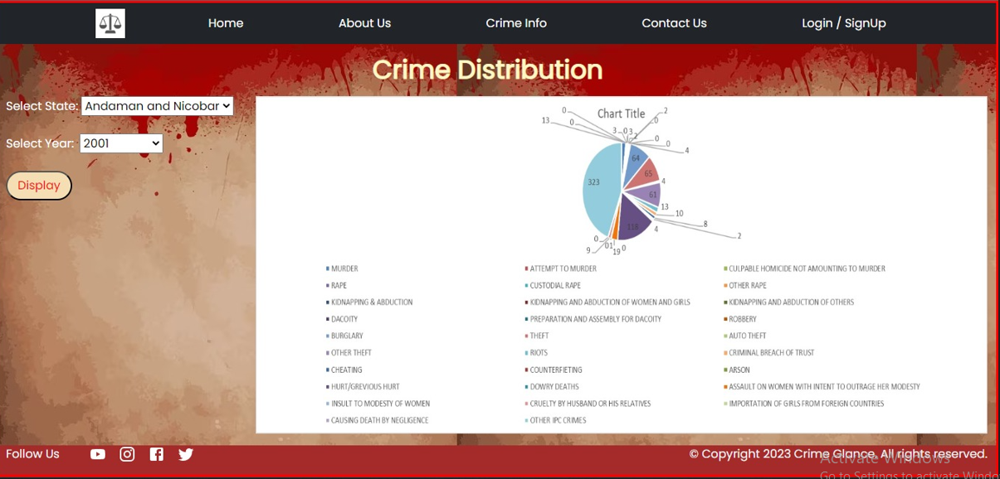 Home About Us Crime Info Contact Us Login / SignUp
Crime Distribution
Select State: Andaman and Nicobar
Select Year: 2001
Display
Chart Title
0 2
13 0 0
3 0 3 2 0
0
4
64
65
323 4
61
13
10
8
118 4 2
0 01 0
9 19
MURDER ATTEMPT TO MURDER CULPABLE HOMICIDE NOT AMOUNTING TO MURDER
RAPE CUSTODIAL RAPE OTHER RAPE
KIDNAPPING & ABDUCTION KIDNAPPING AND ABDUCTION OF WOMEN AND GIRLS KIDNAPPING AND ABDUCTION OF OTHERS
DACOITY PREPARATION AND ASSEMBLY FOR DACOITY ROBBERY
BURGLARY THEFT AUTO THEFT
OTHER THEFT RIOTS CRIMINAL BREACH OF TRUST
CHEATING COUNTERFIETING ARSON
HURT/GREVIOUS HURT DOWRY DEATHS ASSAULT ON WOMEN WITH INTENT TO OUTRAGE HER MODESTY
INSULT TO MODESTY OF WOMEN CRUELTY BY HUSBAND OR HIS RELATIVES IMPORTATION OF GIRLS FROM FOREIGN COUNTRIES
CAUSING DEATH BY NEGLIGENCE OTHER IPC CRIMES
Follow Us © Copyright 2023 Crime Glance. All rights reserved.
Activate Windows
Go to Settings to activate Windo